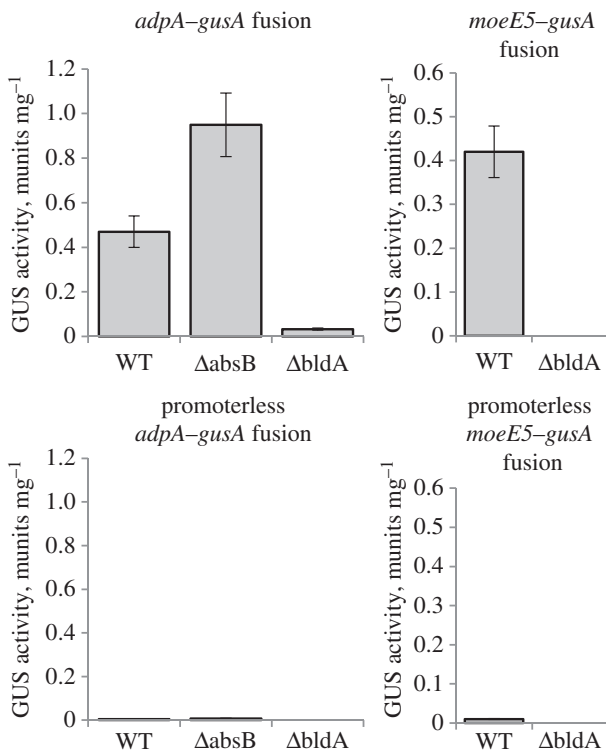 adpA–gusA fusion
GUS activity, munits mg⁻¹
1.2
1.0
0.8
0.6
0.4
0.2
0
WT ΔabsB ΔbldA
moeE5–gusA
fusion
GUS activity, munits mg⁻¹
0.6
0.5
0.4
0.3
0.2
0.1
0
WT ΔbldA
promoterless
adpA–gusA fusion
GUS activity, munits mg⁻¹
1.2
1.0
0.8
0.6
0.4
0.2
0
WT ΔabsB ΔbldA
promoterless
moeE5–gusA
fusion
GUS activity, munits mg⁻¹
0.6
0.5
0.4
0.3
0.2
0.1
0
WT ΔbldA